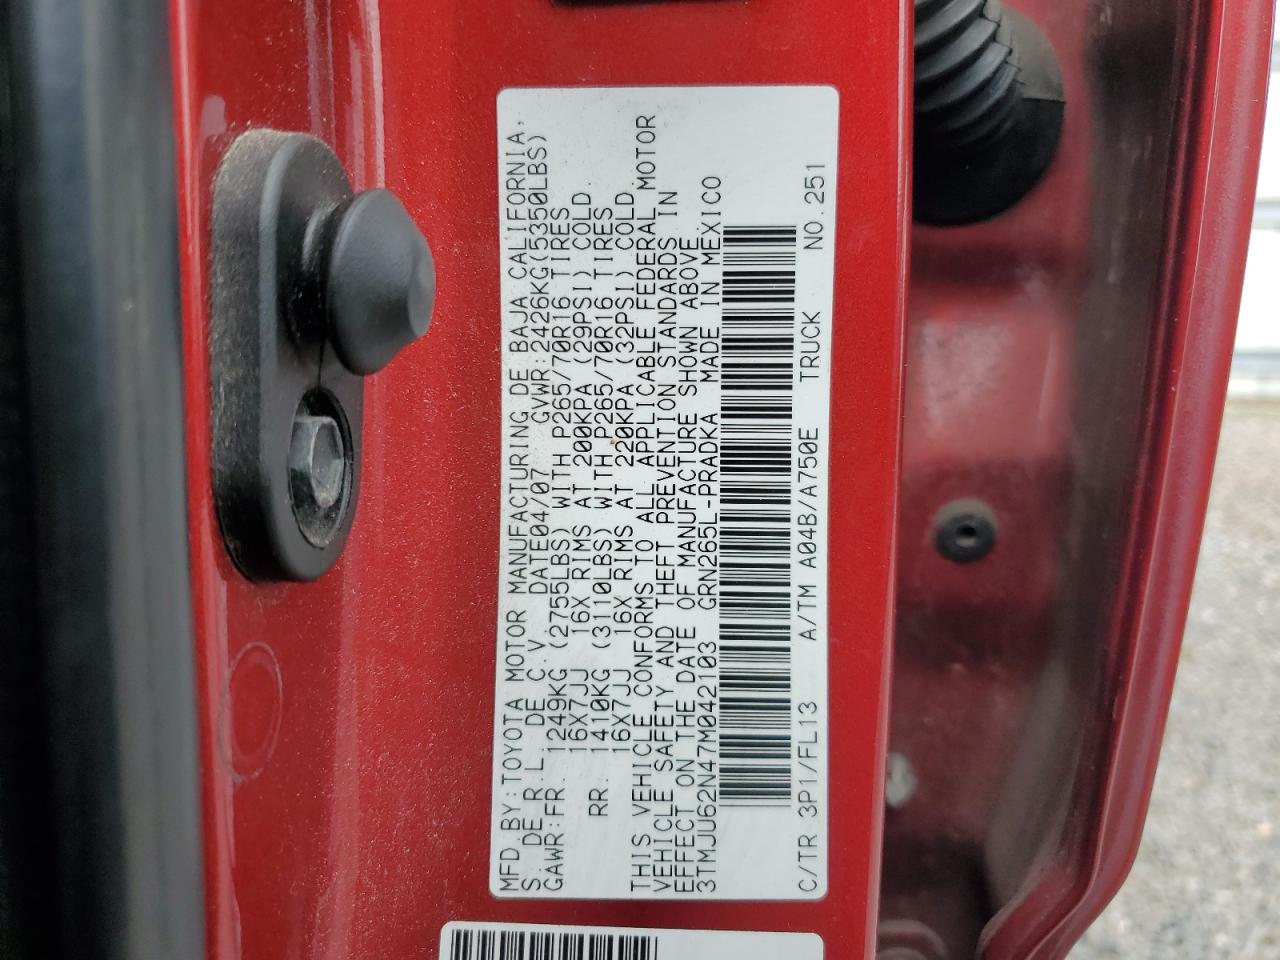 MFD BY:TOYOTA MOTOR MANUFACTURING DE BAJA CALIFORNIA,
S. DE R.L. DE C.V. DATE04/07 GVWR:2426KG(5350LBS)
GAWR:FR. 1249KG (2755LBS) WITH P265/70R16 TIRES
16X7JJ 16X RIMS AT 200KPA (29PSI)COLD.
RR. 1410KG (3110LBS) WITH P265/70R16 TIRES
16X7JJ 16X RIMS AT 220KPA (32PSI)COLD
THIS VEHICLE CONFORMS TO ALL APPLICABLE FEDERAL MOTOR
VEHICLE SAFETY AND THEFT PREVENTION STANDARDS IN
EFFECT ON THE DATE OF MANUFACTURE SHOWN ABOVE.
3TMJU62N47M042103 GRN265L-PRADKA MADE IN MEXICO
C/TR 3P1/FL13 A/TM A04B/A750E TRUCK NO.251